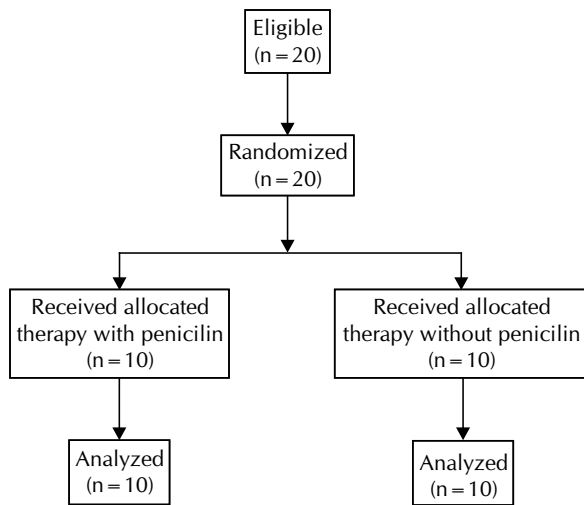 Eligible
(n=20)
Randomized
(n=20)
Received allocated
therapy with penicilin
(n=10)
Received allocated
therapy without penicilin
(n=10)
Analyzed
(n=10)
Analyzed
(n=10)